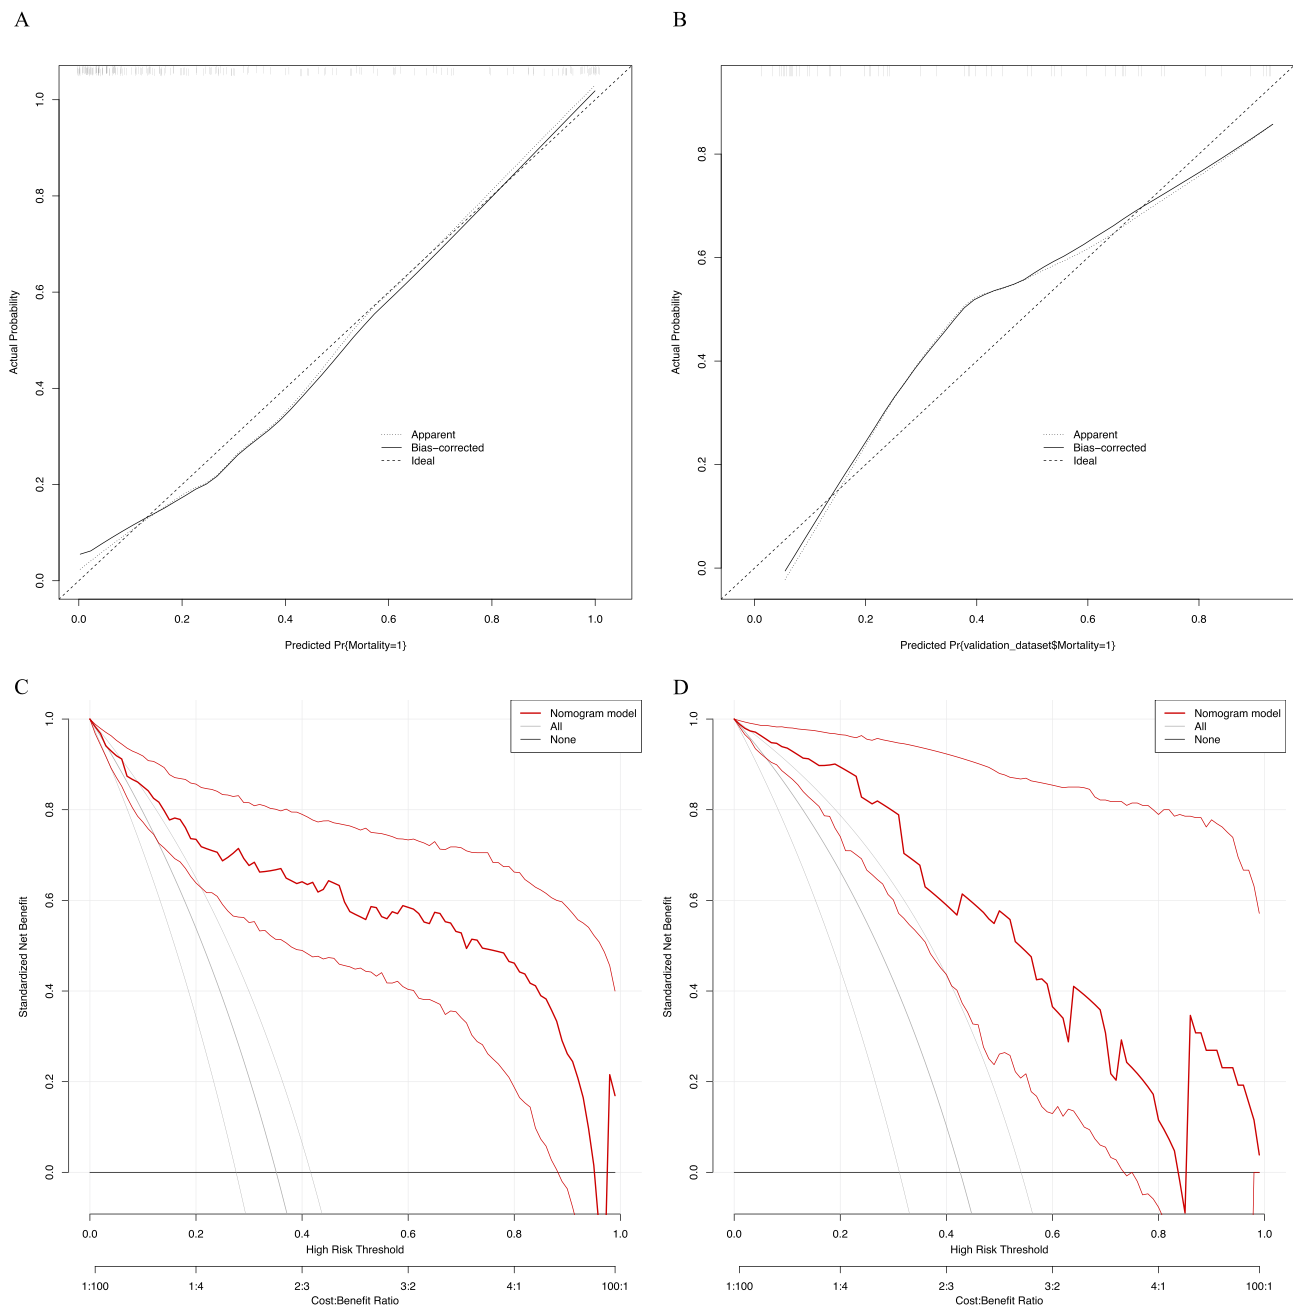 A
B
Actual Probability
0.0
0.2
0.4
0.6
0.8
1.0
Apparent
Bias−corrected
Ideal
0.0 0.2 0.4 0.6 0.8 1.0
Predicted Pr{Mortality=1}
Actual Probability
0.0
0.2
0.4
0.6
0.8
Apparent
Bias−corrected
Ideal
0.0 0.2 0.4 0.6 0.8
Predicted Pr{validation_dataset$Mortality=1}
C
D
Standardized Net Benefit
0.0
0.2
0.4
0.6
0.8
1.0
Nomogram model
All
None
0.0 0.2 0.4 0.6 0.8 1.0
High Risk Threshold
1:100 1:4 2:3 3:2 4:1 100:1
Cost:Benefit Ratio
Standardized Net Benefit
0.0
0.2
0.4
0.6
0.8
1.0
Nomogram model
All
None
0.0 0.2 0.4 0.6 0.8 1.0
High Risk Threshold
1:100 1:4 2:3 3:2 4:1 100:1
Cost:Benefit Ratio